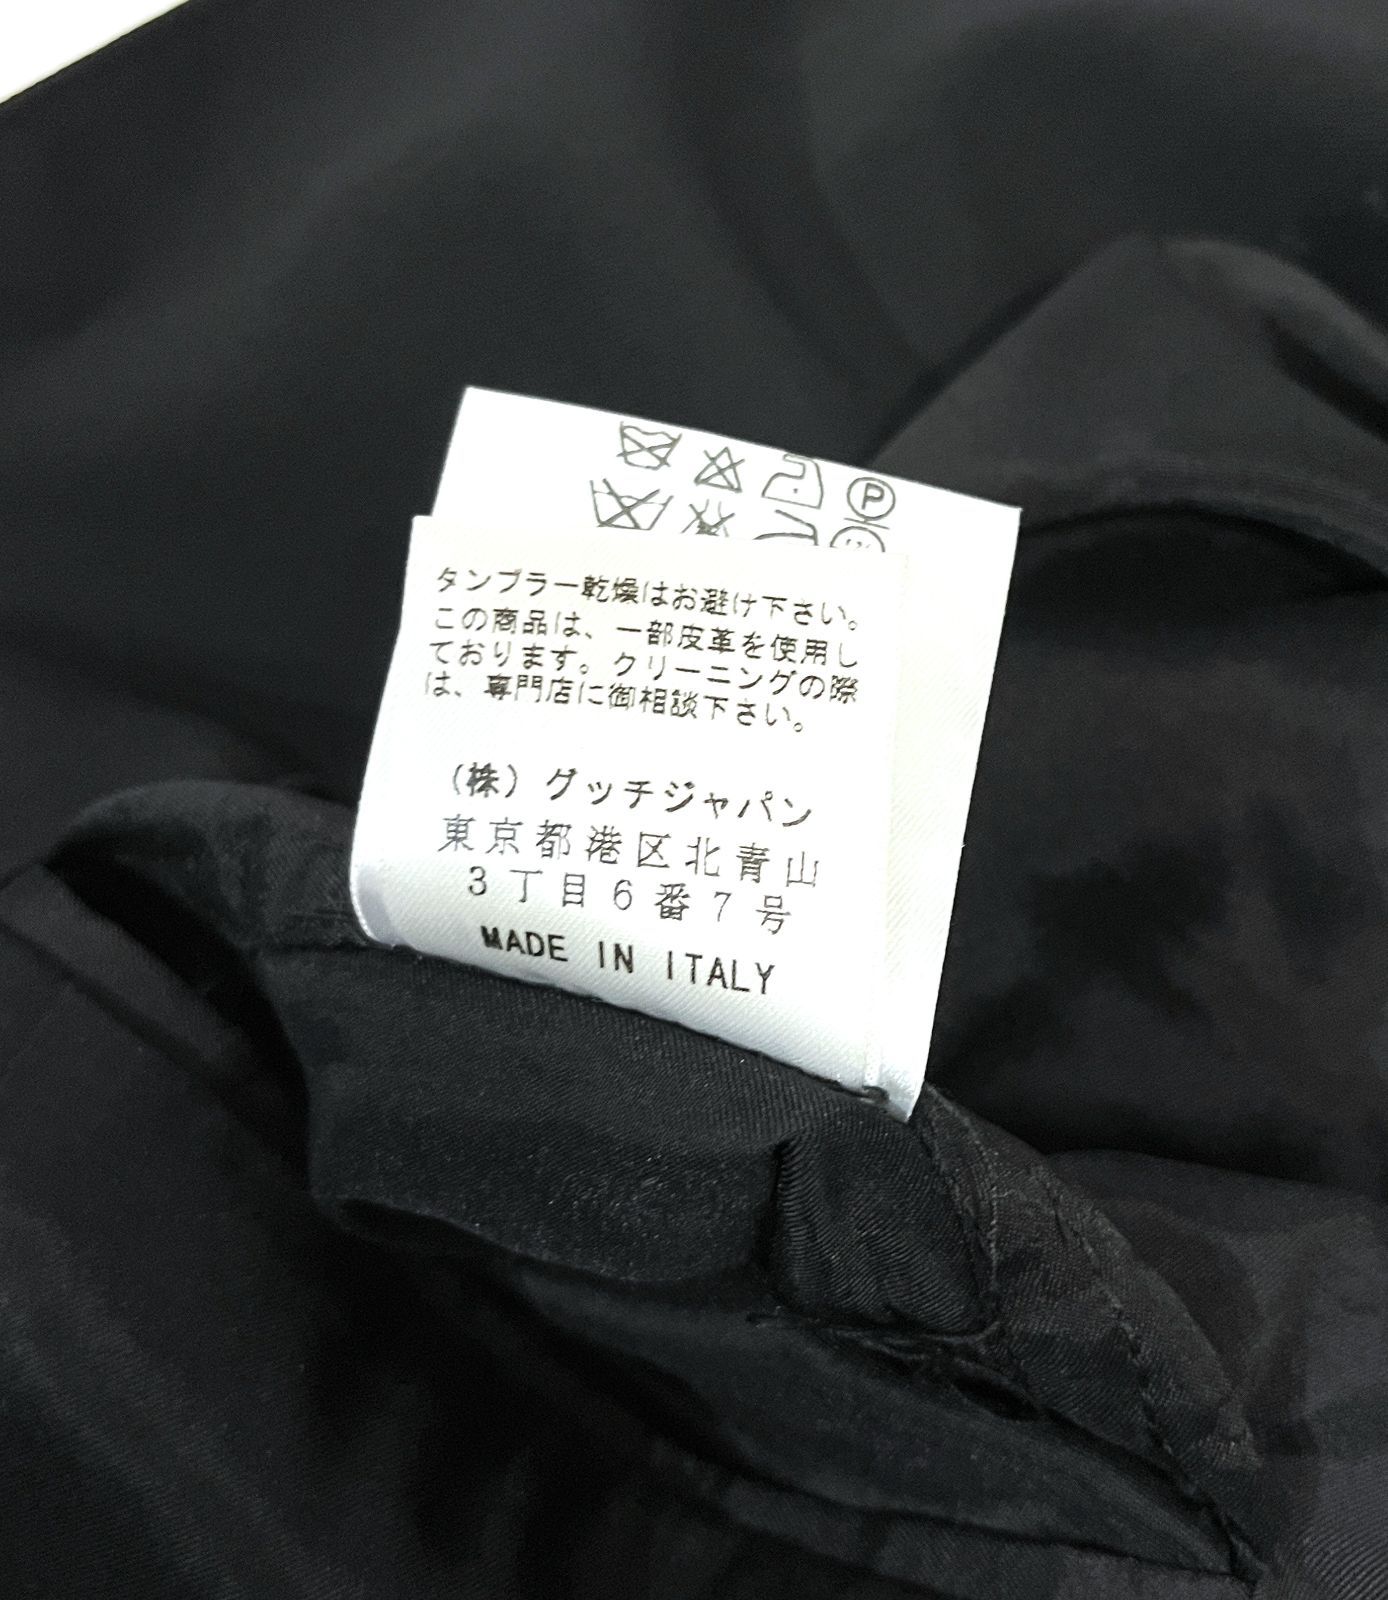 P
タンブラー乾燥はお避け下さい。
この商品は、一部皮革を使用し
ております。クリーニングの際
は、専門店に御相談下さい。
(株)グッチジャパン
東京都港区北青山
3丁目6番7号
MADE IN ITALY